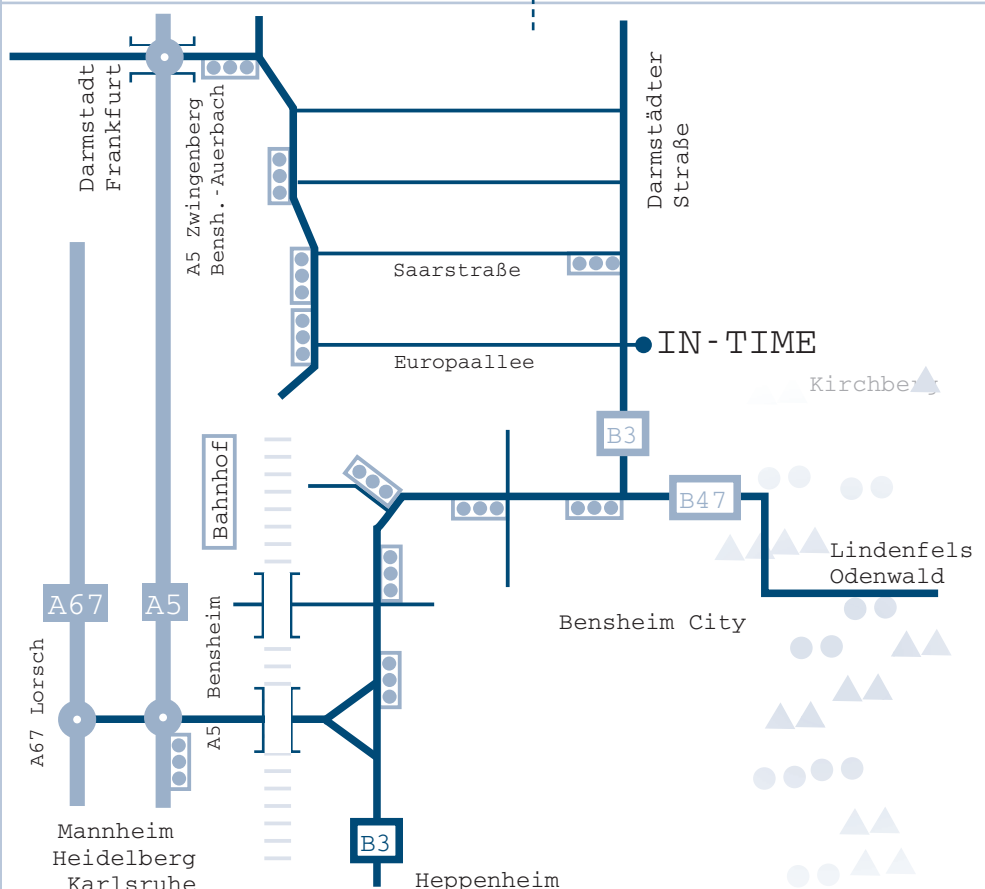 Darmstadt
Frankfurt
A5 Zwingenberg
Bensh.-Auerbach
Darmstädter
Straße
Saarstraße
Europaallee
IN-TIME
Kirchberg
B3
Bahnhof
B47
Lindenfels
Odenwald
A67
A5
Bensheim City
A67 Lorsch
A5 Bensheim
Mannheim
Heidelberg
Karlsruhe
B3
Heppenheim